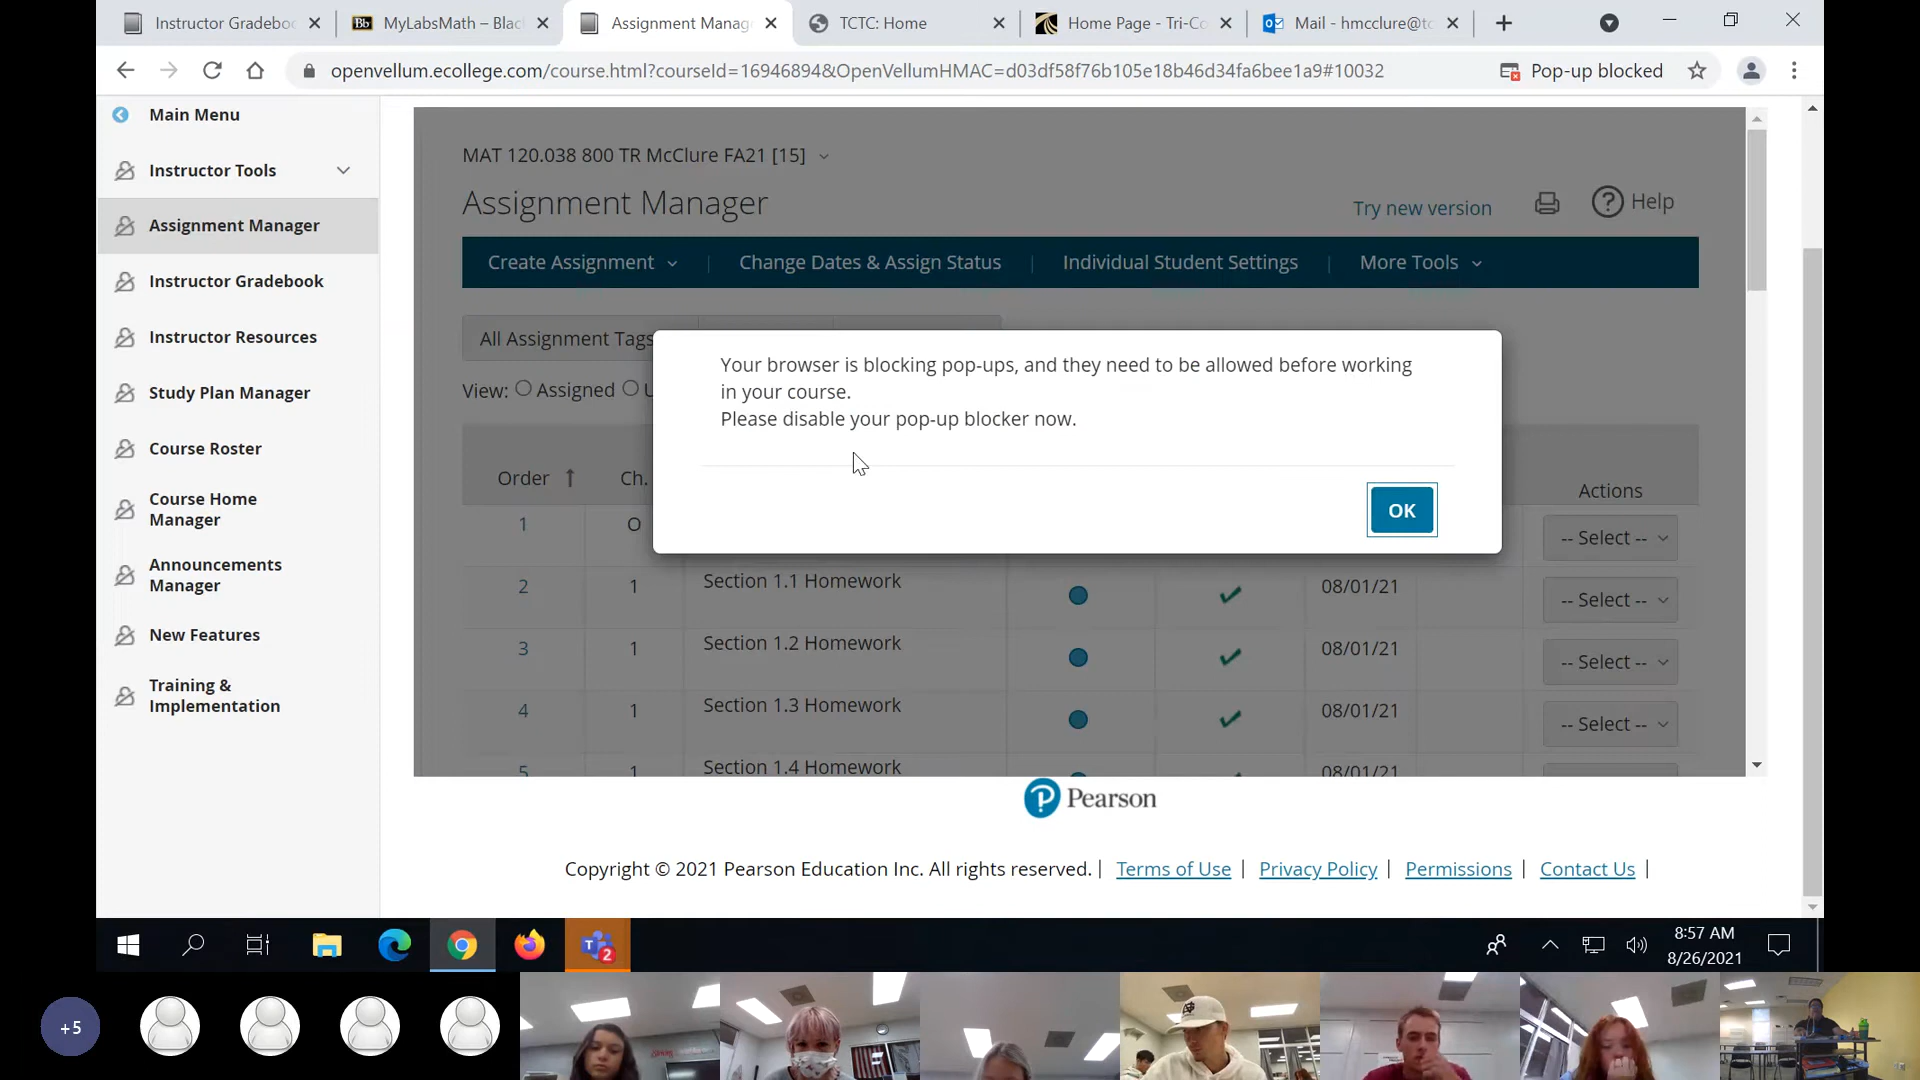 Instructor Gradeboo
MyLabsMath – Blac
Assignment Manag
TCTC: Home
Home Page - Tri-Co
Mail - hmcclure@tc
openvellum.ecollege.com/course.html?courseId=16946894&OpenVellumHMAC=d03df58f76b105e18b46d34fa6bee1a9#10032
Pop-up blocked
Main Menu
Instructor Tools
Assignment Manager
Instructor Gradebook
Instructor Resources
Study Plan Manager
Course Roster
Course Home
Manager
Announcements
Manager
New Features
Training &
Implementation
MAT 120.038 800 TR McClure FA21 [15]
Assignment Manager
Try new version
Help
Create Assignment
Change Dates & Assign Status
Individual Student Settings
More Tools
All Assignment Tags
View: Assigned U
Your browser is blocking pop-ups, and they need to be allowed before working
in your course.
Please disable your pop-up blocker now.
OK
Order Ch. Actions
1 O -- Select --
2 1 Section 1.1 Homework 08/01/21 -- Select --
3 1 Section 1.2 Homework 08/01/21 -- Select --
4 1 Section 1.3 Homework 08/01/21 -- Select --
5 1 Section 1.4 Homework 08/01/21
Pearson
Copyright © 2021 Pearson Education Inc. All rights reserved. | Terms of Use | Privacy Policy | Permissions | Contact Us |
8:57 AM
8/26/2021
2
+5